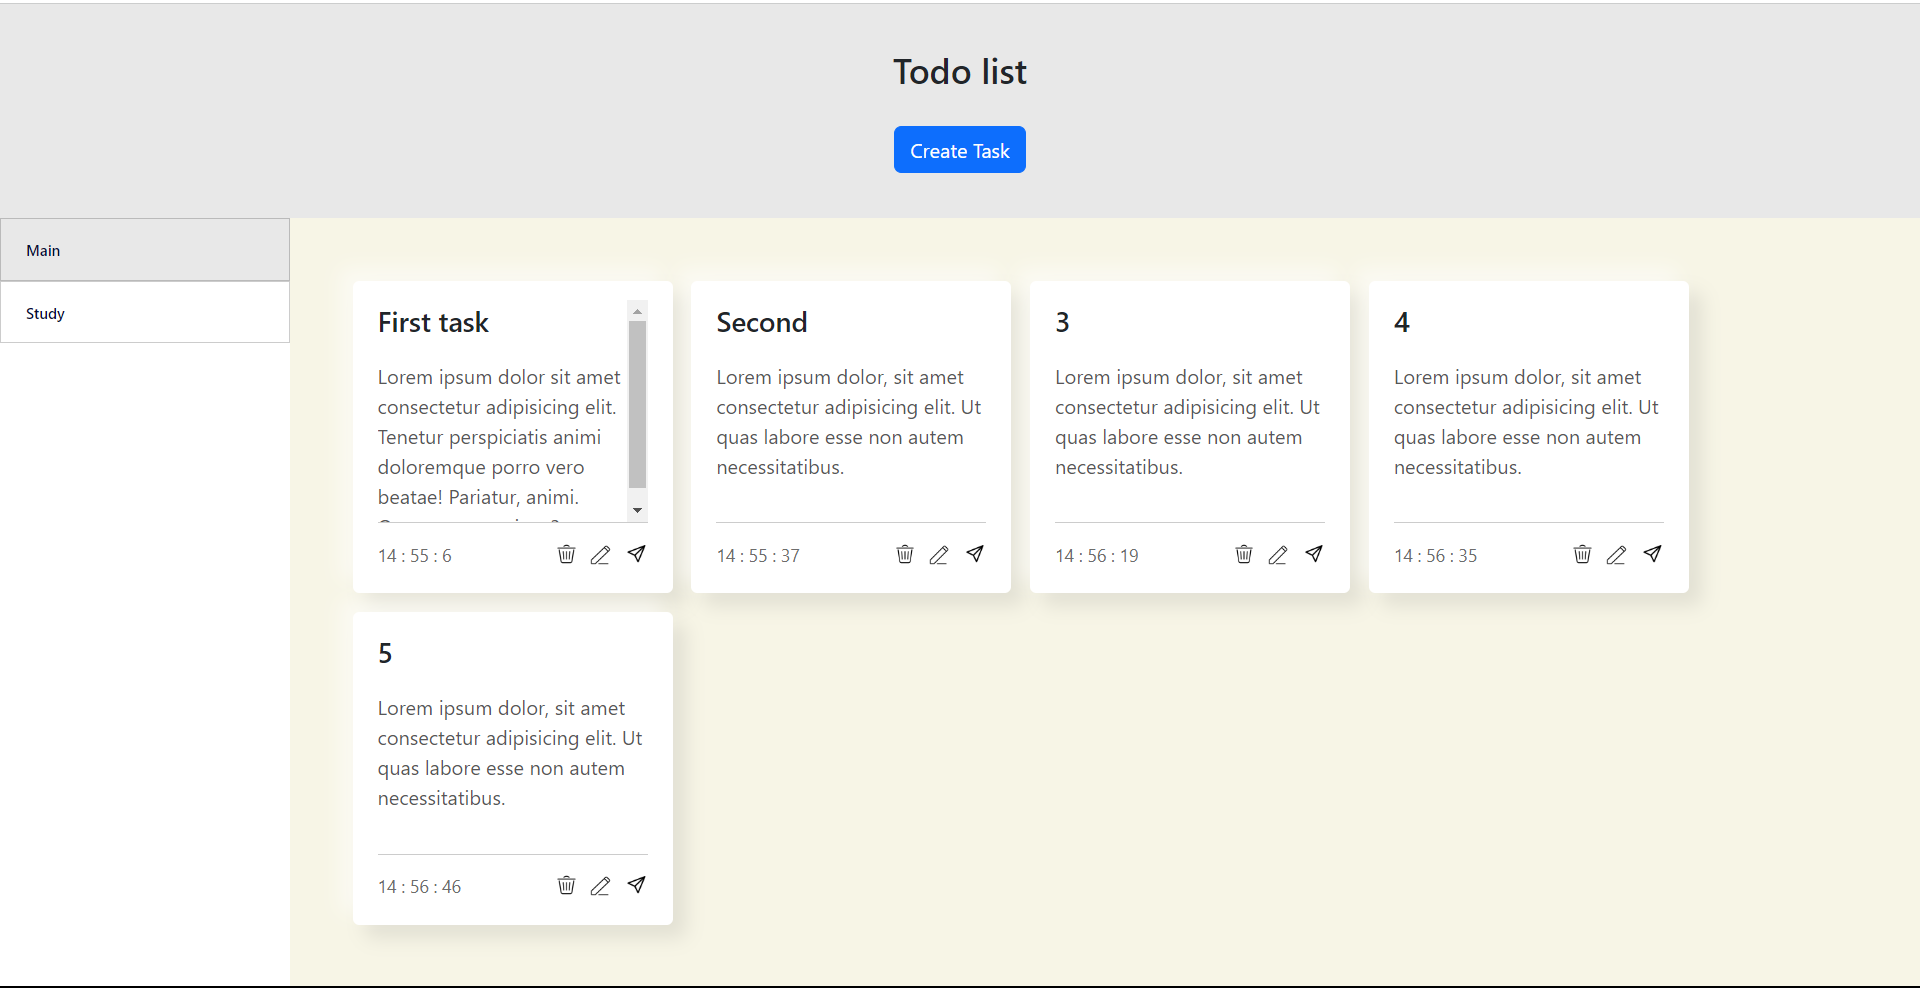 Todo list
Create Task
Main
Study
First task
Lorem ipsum dolor sit amet
consectetur adipisicing elit.
Tenetur perspiciatis animi
doloremque porro vero
beatae! Pariatur, animi.
14 : 55 : 6
Second
Lorem ipsum dolor, sit amet
consectetur adipisicing elit. Ut
quas labore esse non autem
necessitatibus.
14 : 55 : 37
3
Lorem ipsum dolor, sit amet
consectetur adipisicing elit. Ut
quas labore esse non autem
necessitatibus.
14 : 56 : 19
4
Lorem ipsum dolor, sit amet
consectetur adipisicing elit. Ut
quas labore esse non autem
necessitatibus.
14 : 56 : 35
5
Lorem ipsum dolor, sit amet
consectetur adipisicing elit. Ut
quas labore esse non autem
necessitatibus.
14 : 56 : 46